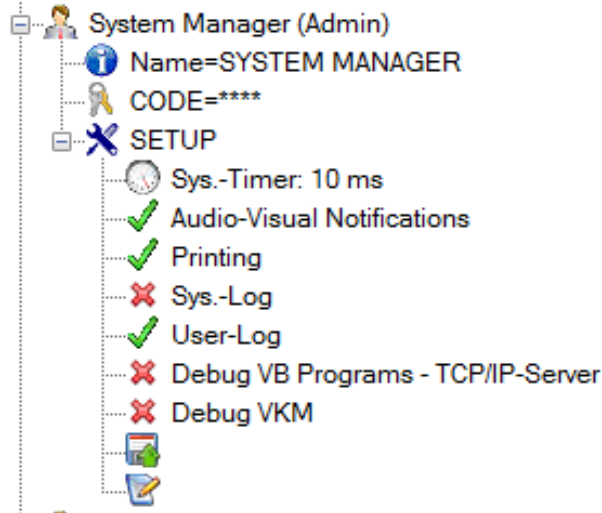 System Manager (Admin)
Name=SYSTEM MANAGER
CODE=****
SETUP
Sys.-Timer: 10 ms
Audio-Visual Notifications
Printing
Sys.-Log
User-Log
Debug VB Programs - TCP/IP-Server
Debug VKM